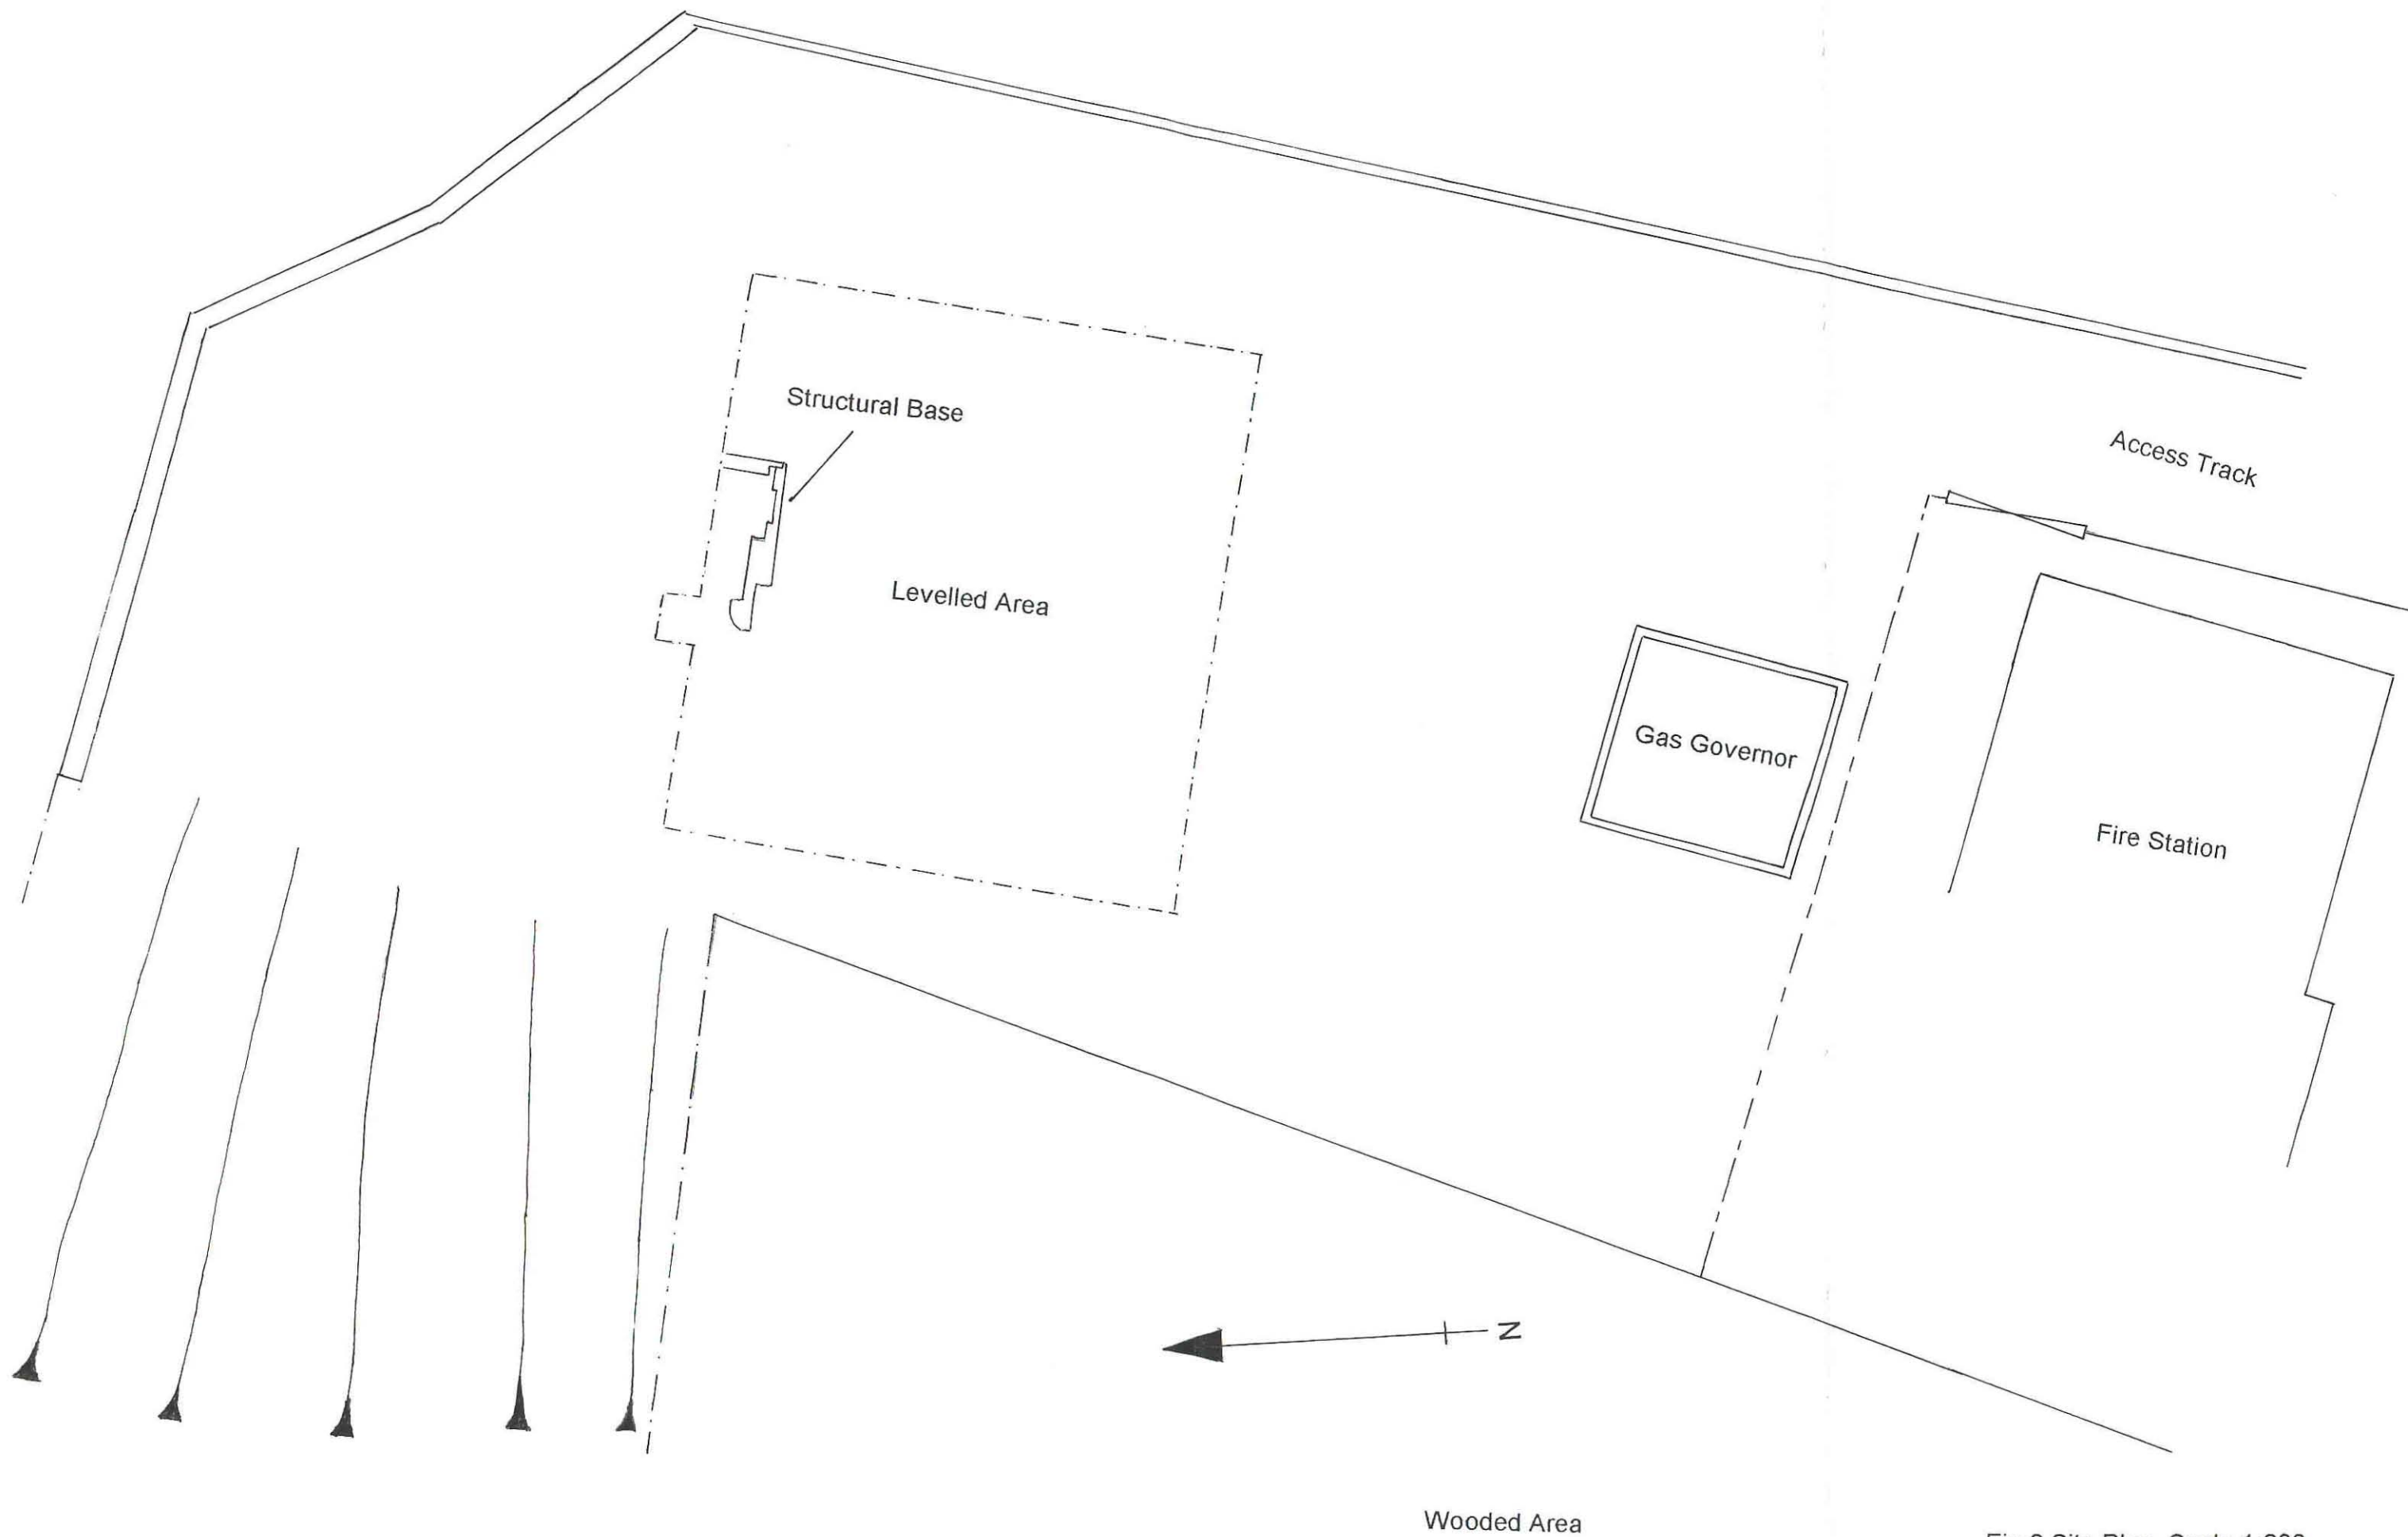 Structural Base
Access Track
Levelled Area
Gas Governor
Fire Station
N
Wooded Area